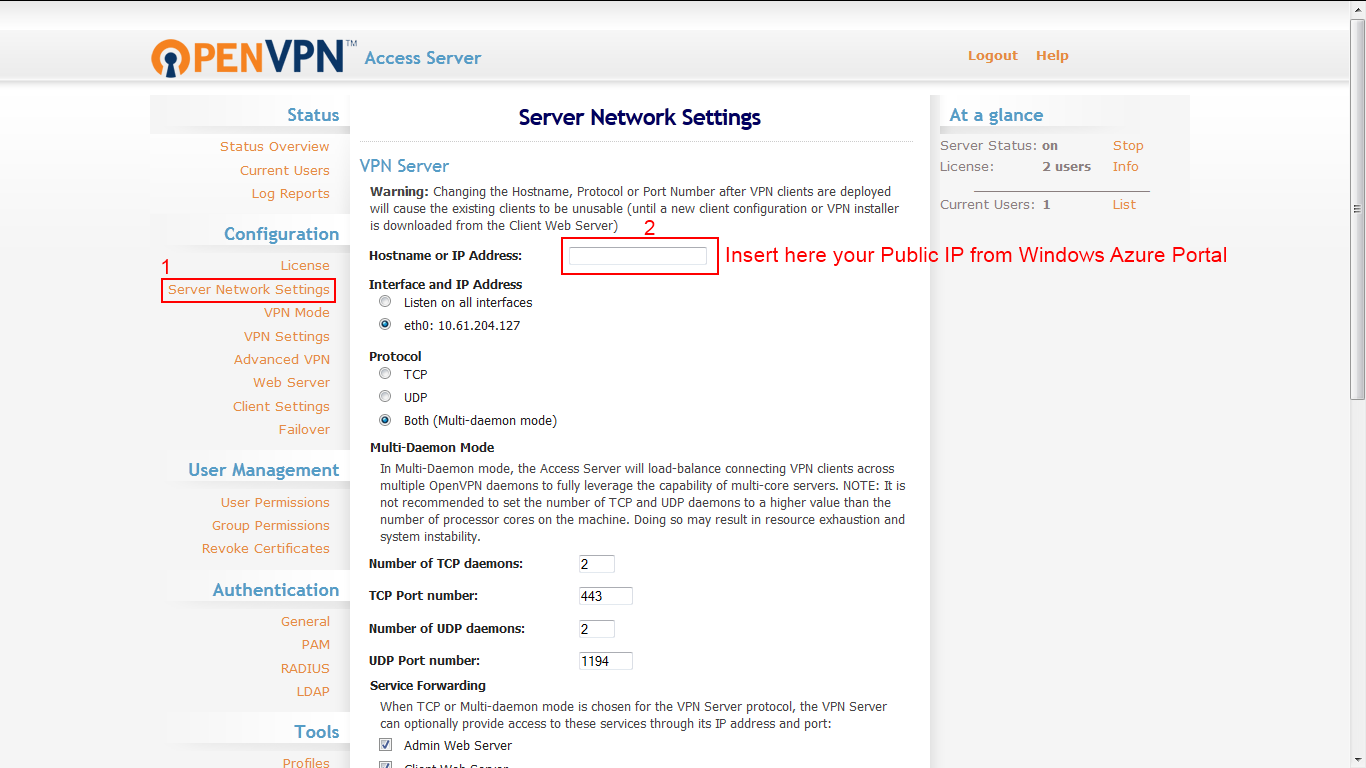 OPENVPN™ Access Server
Logout Help
Status
Status Overview
Current Users
Log Reports
Configuration
1
License
Server Network Settings
VPN Mode
VPN Settings
Advanced VPN
Web Server
Client Settings
Failover
User Management
User Permissions
Group Permissions
Revoke Certificates
Authentication
General
PAM
RADIUS
LDAP
Tools
Profiles
Server Network Settings
VPN Server
Warning: Changing the Hostname, Protocol or Port Number after VPN clients are deployed
will cause the existing clients to be unusable (until a new client configuration or VPN installer
is downloaded from the Client Web Server)
2
Hostname or IP Address:
Insert here your Public IP from Windows Azure Portal
Interface and IP Address
Listen on all interfaces
eth0: 10.61.204.127
Protocol
TCP
UDP
Both (Multi-daemon mode)
Multi-Daemon Mode
In Multi-Daemon mode, the Access Server will load-balance connecting VPN clients across
multiple OpenVPN daemons to fully leverage the capability of multi-core servers. NOTE: It is
not recommended to set the number of TCP and UDP daemons to a higher value than the
number of processor cores on the machine. Doing so may result in resource exhaustion and
system instability.
Number of TCP daemons: 2
TCP Port number: 443
Number of UDP daemons: 2
UDP Port number: 1194
Service Forwarding
When TCP or Multi-daemon mode is chosen for the VPN Server protocol, the VPN Server
can optionally provide access to these services through its IP address and port:
Admin Web Server
Client Web Server
At a glance
Server Status: on Stop
License: 2 users Info
Current Users: 1 List